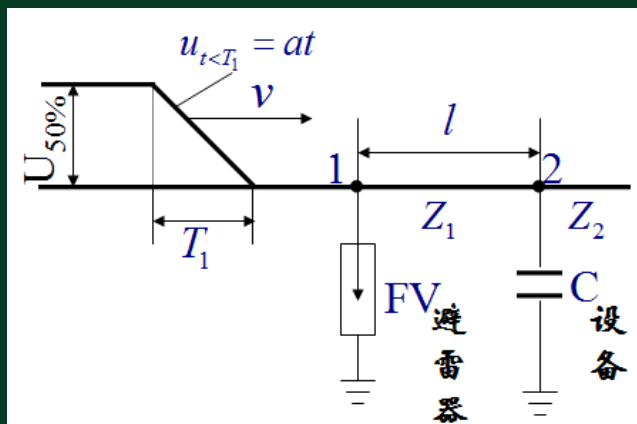 u_{t<T_1} = at
v
U_{50%}
T_1
l
1
2
Z_1
Z_2
FV
避雷器
C
设备